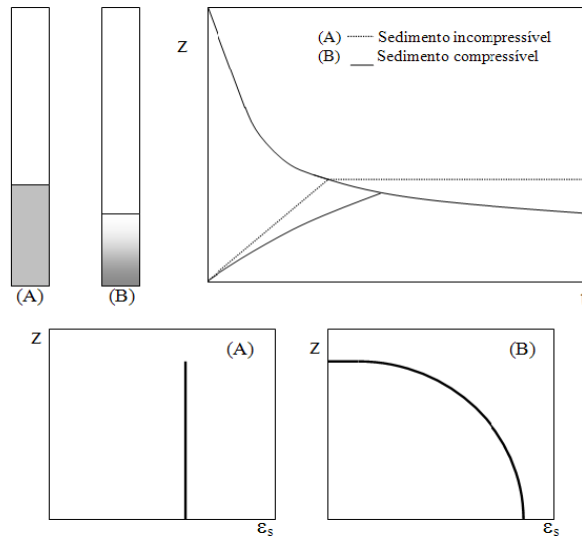 Z
(A) Sedimento incompressível
(B) Sedimento compressível
(A)
(B)
Z
(A)
εs
Z
(B)
εs